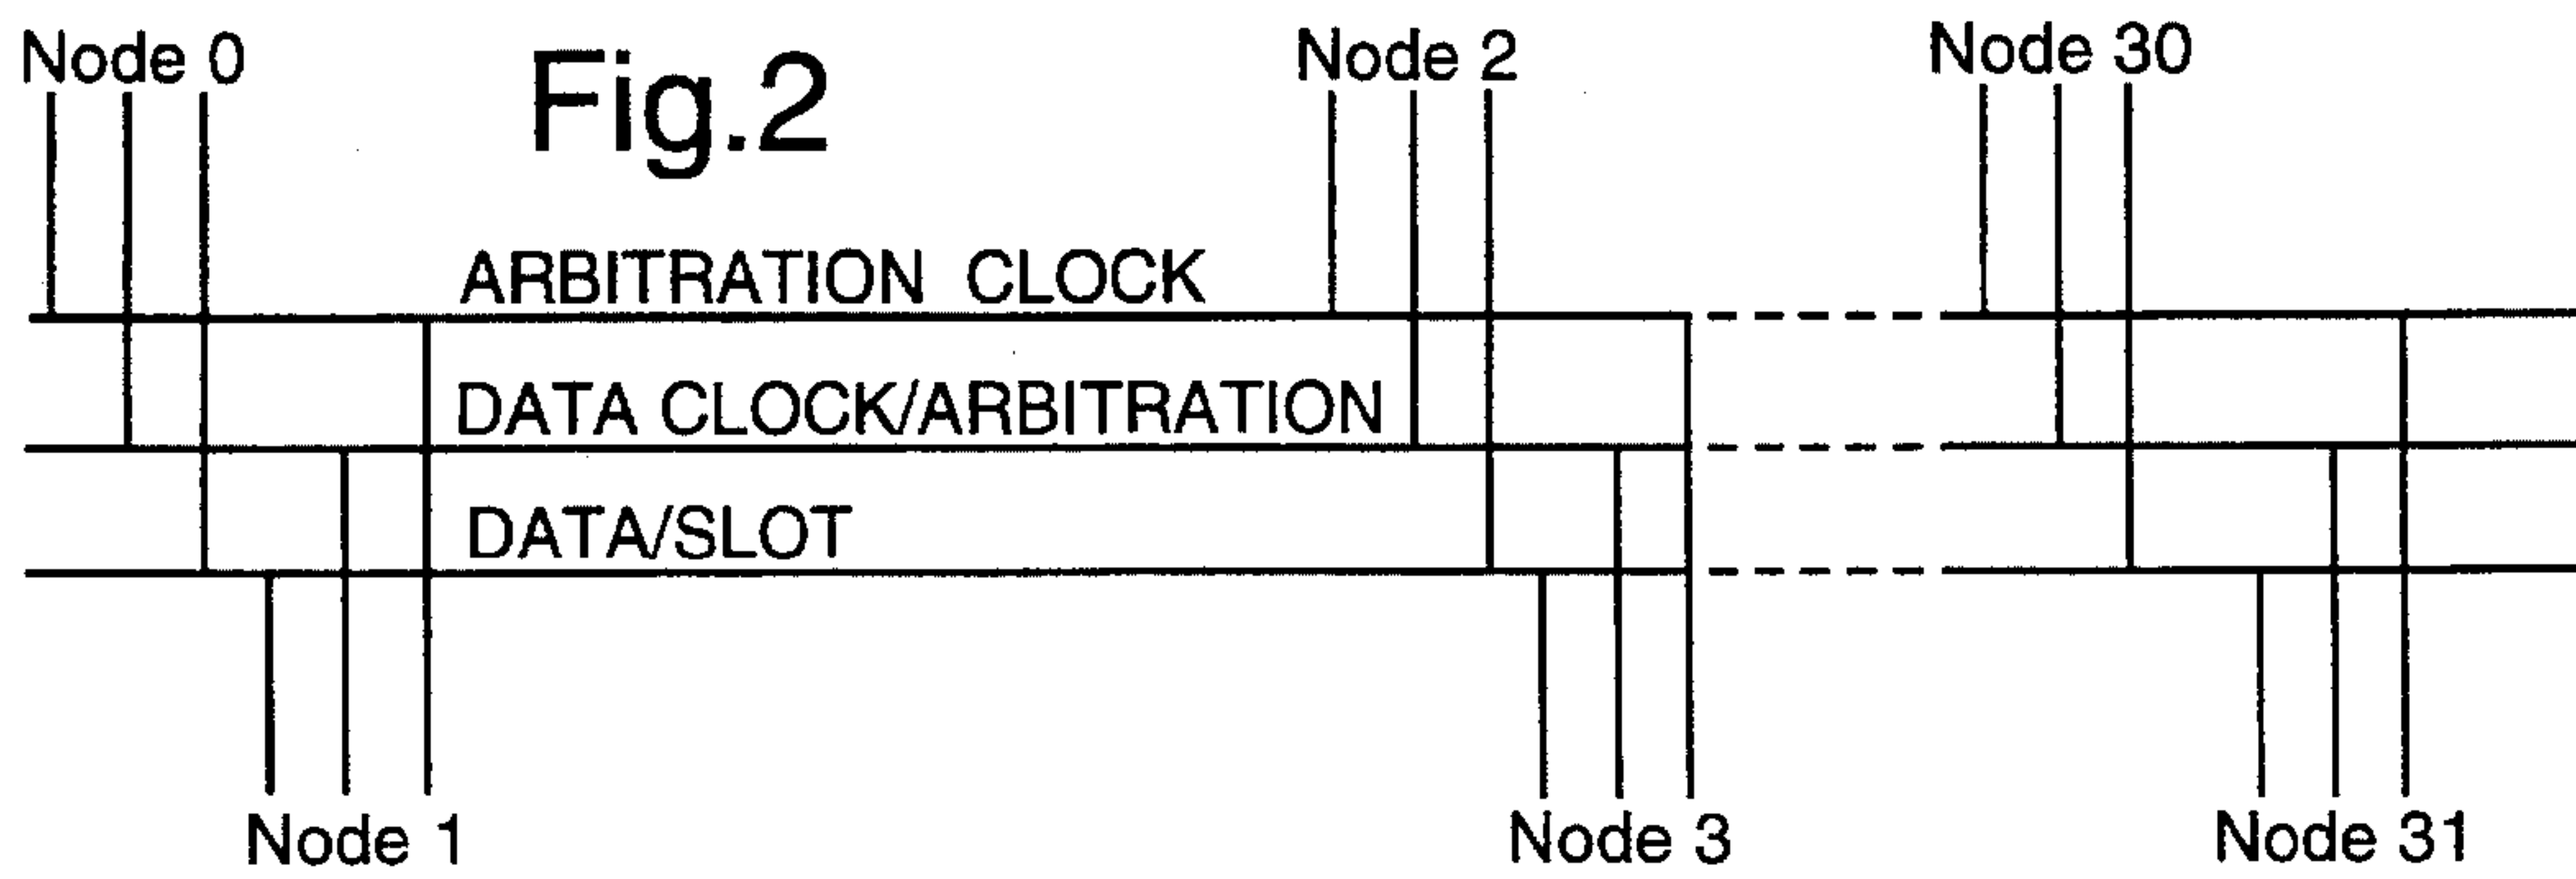 Node 0
Fig.2
Node 2
Node 30
ARBITRATION CLOCK
DATA CLOCK/ARBITRATION
DATA/SLOT
Node 1
Node 3
Node 31